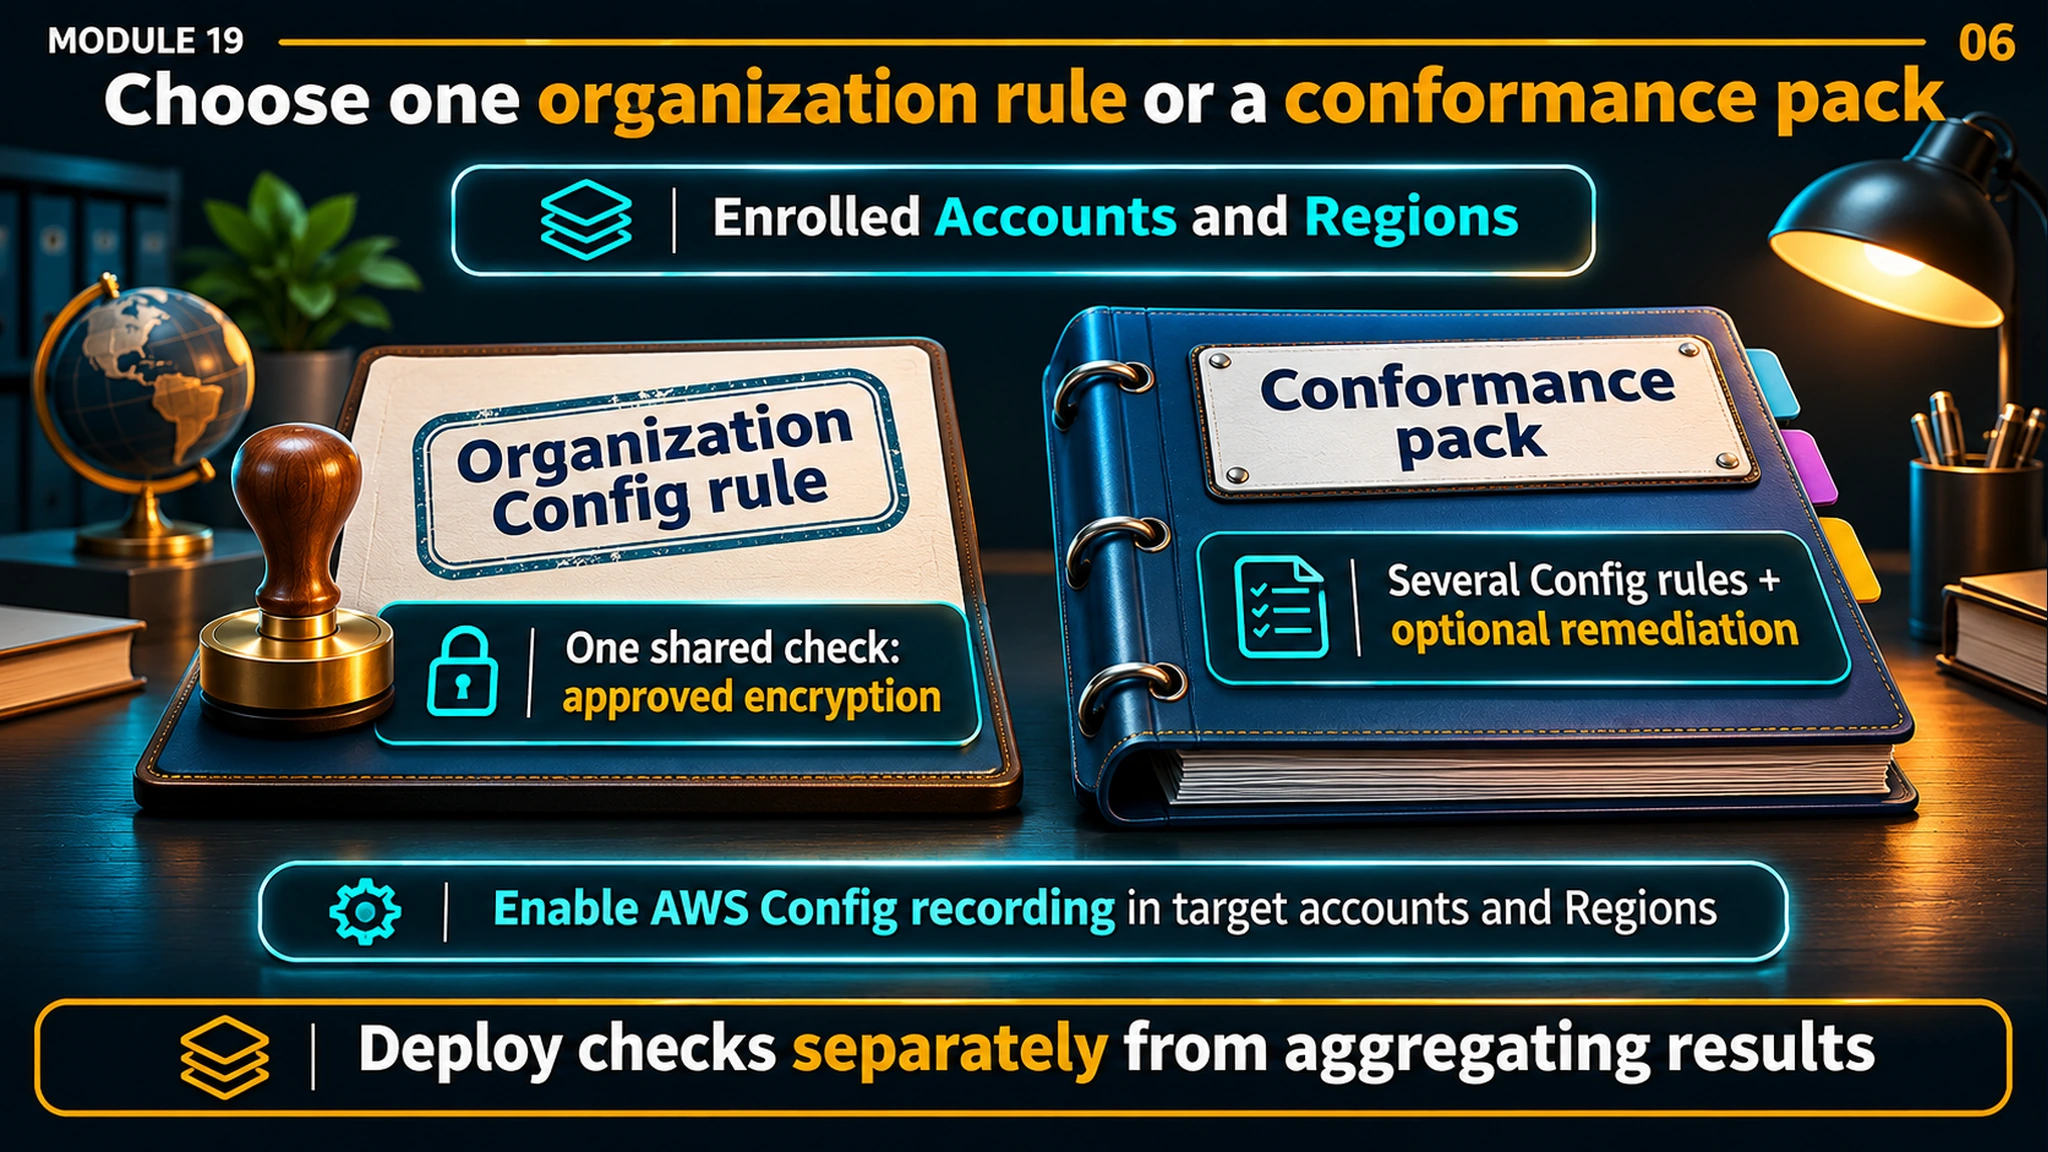 MODULE 19
06
Choose one organization rule or a conformance pack
Enrolled Accounts and Regions
Organization
Config rule
One shared check:
approved encryption
Conformance
pack
Several Config rules +
optional remediation
Enable AWS Config recording in target accounts and Regions
Deploy checks separately from aggregating results